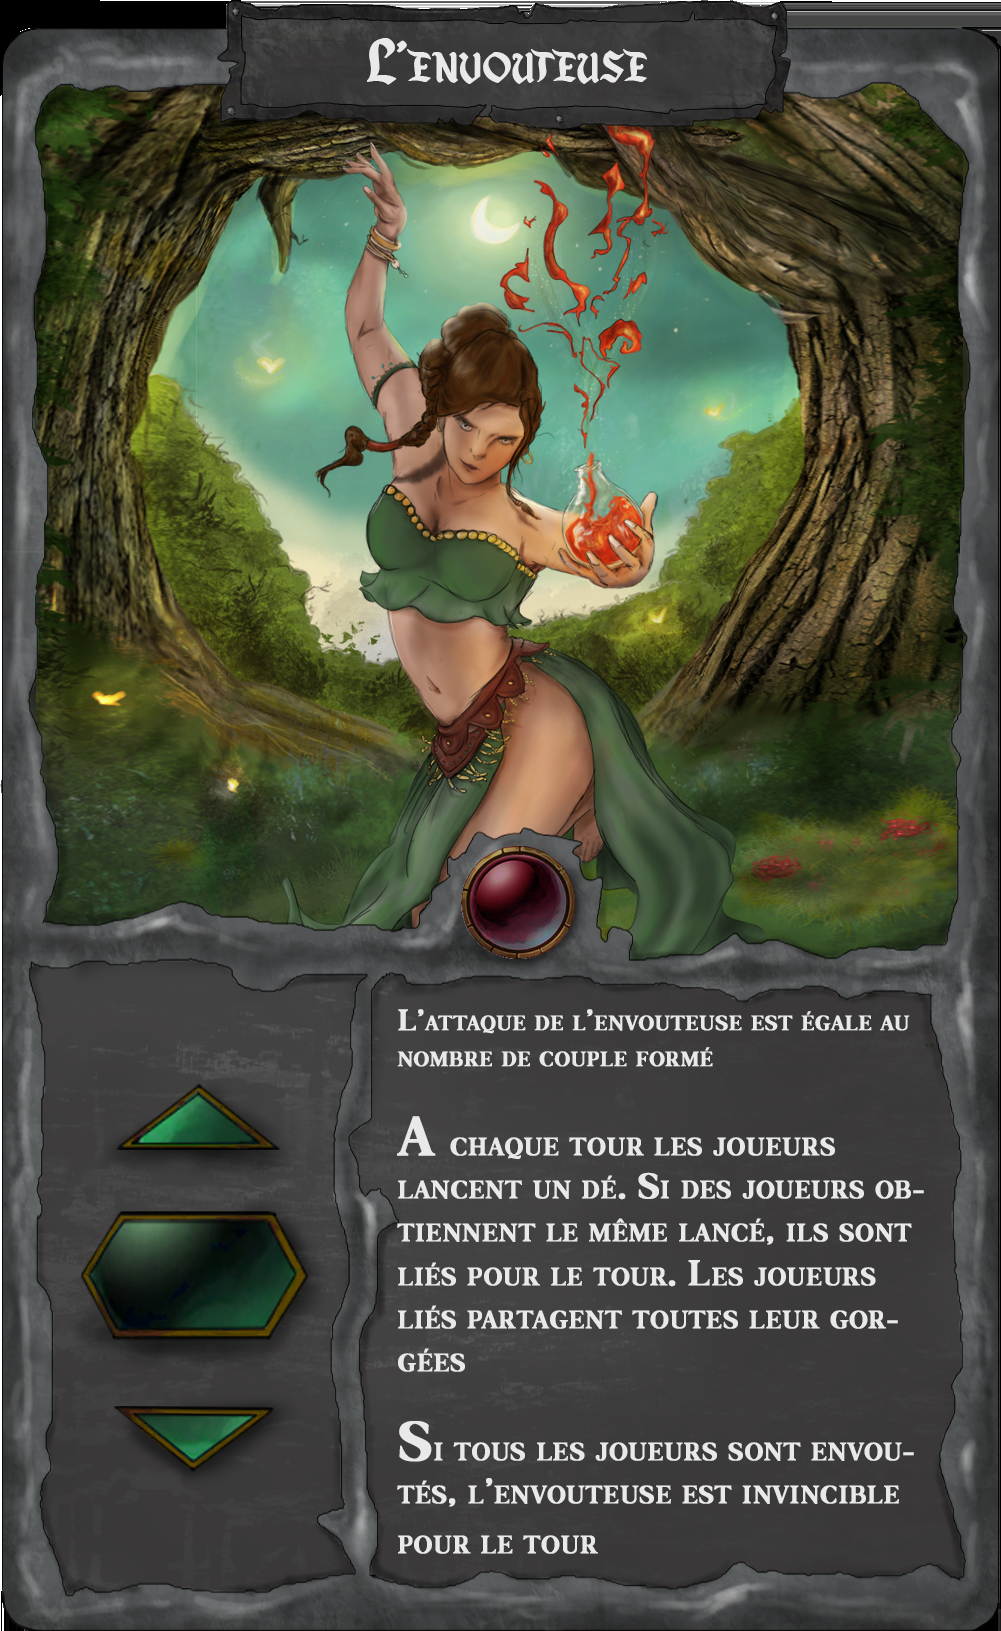 L'ENVOUTEUSE
L'ATTAQUE DE L'ENVOUTEUSE EST ÉGALE AU
NOMBRE DE COUPLE FORMÉ
A CHAQUE TOUR LES JOUEURS
LANCENT UN DÉ. SI DES JOUEURS OB-
TIENNENT LE MÊME LANCÉ, ILS SONT
LIÉS POUR LE TOUR. LES JOUEURS
LIÉS PARTAGENT TOUTES LEUR GOR-
GÉES
SI TOUS LES JOUEURS SONT ENVOU-
TÉS, L'ENVOUTEUSE EST INVINCIBLE
POUR LE TOUR